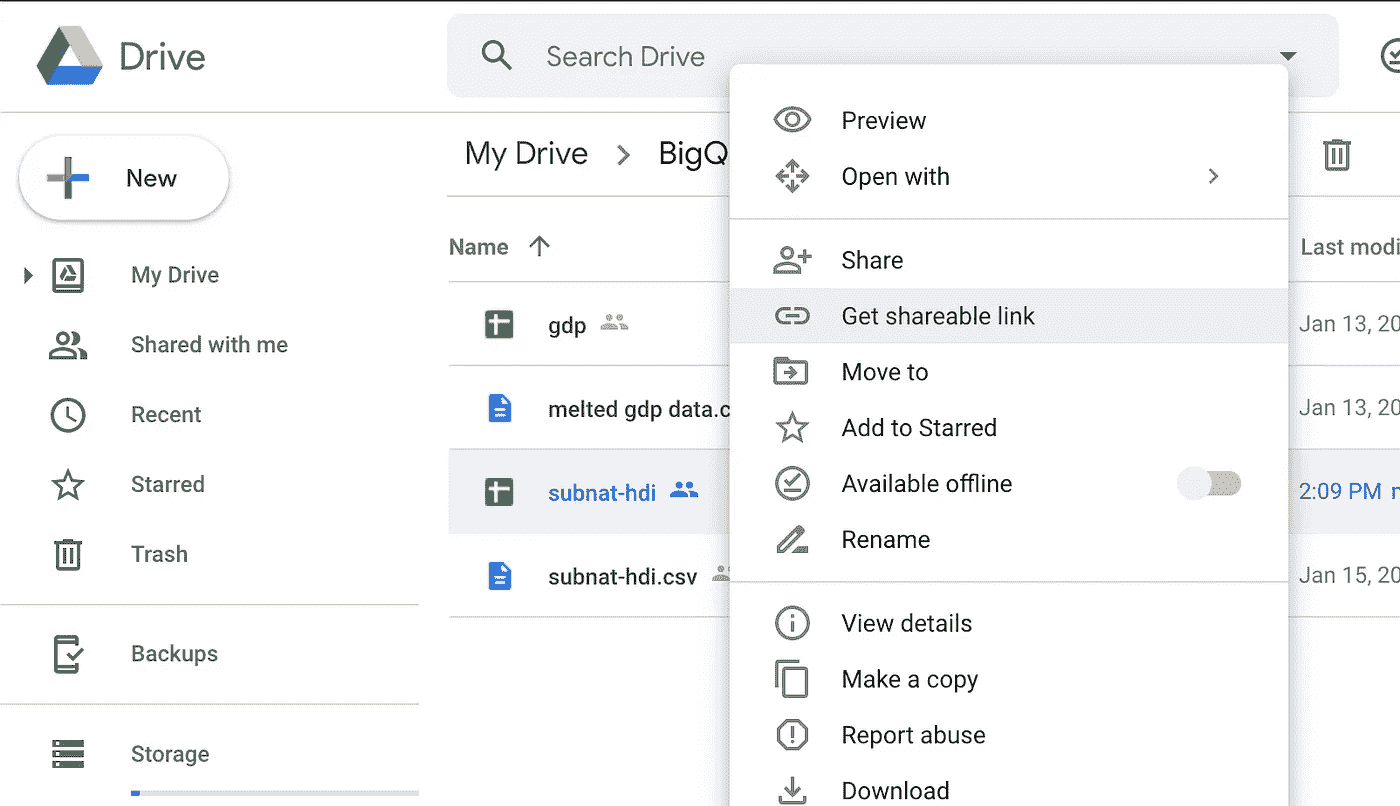 Drive
Search Drive
New
My Drive
Shared with me
Recent
Starred
Trash
Backups
Storage
My Drive > BigQ
Name
Last modi
gdp
Jan 13, 20
melted gdp data.c
Jan 13, 20
subnat-hdi
2:09 PM
subnat-hdi.csv
Jan 15, 20
Preview
Open with
Share
Get shareable link
Move to
Add to Starred
Available offline
Rename
View details
Make a copy
Report abuse
Download